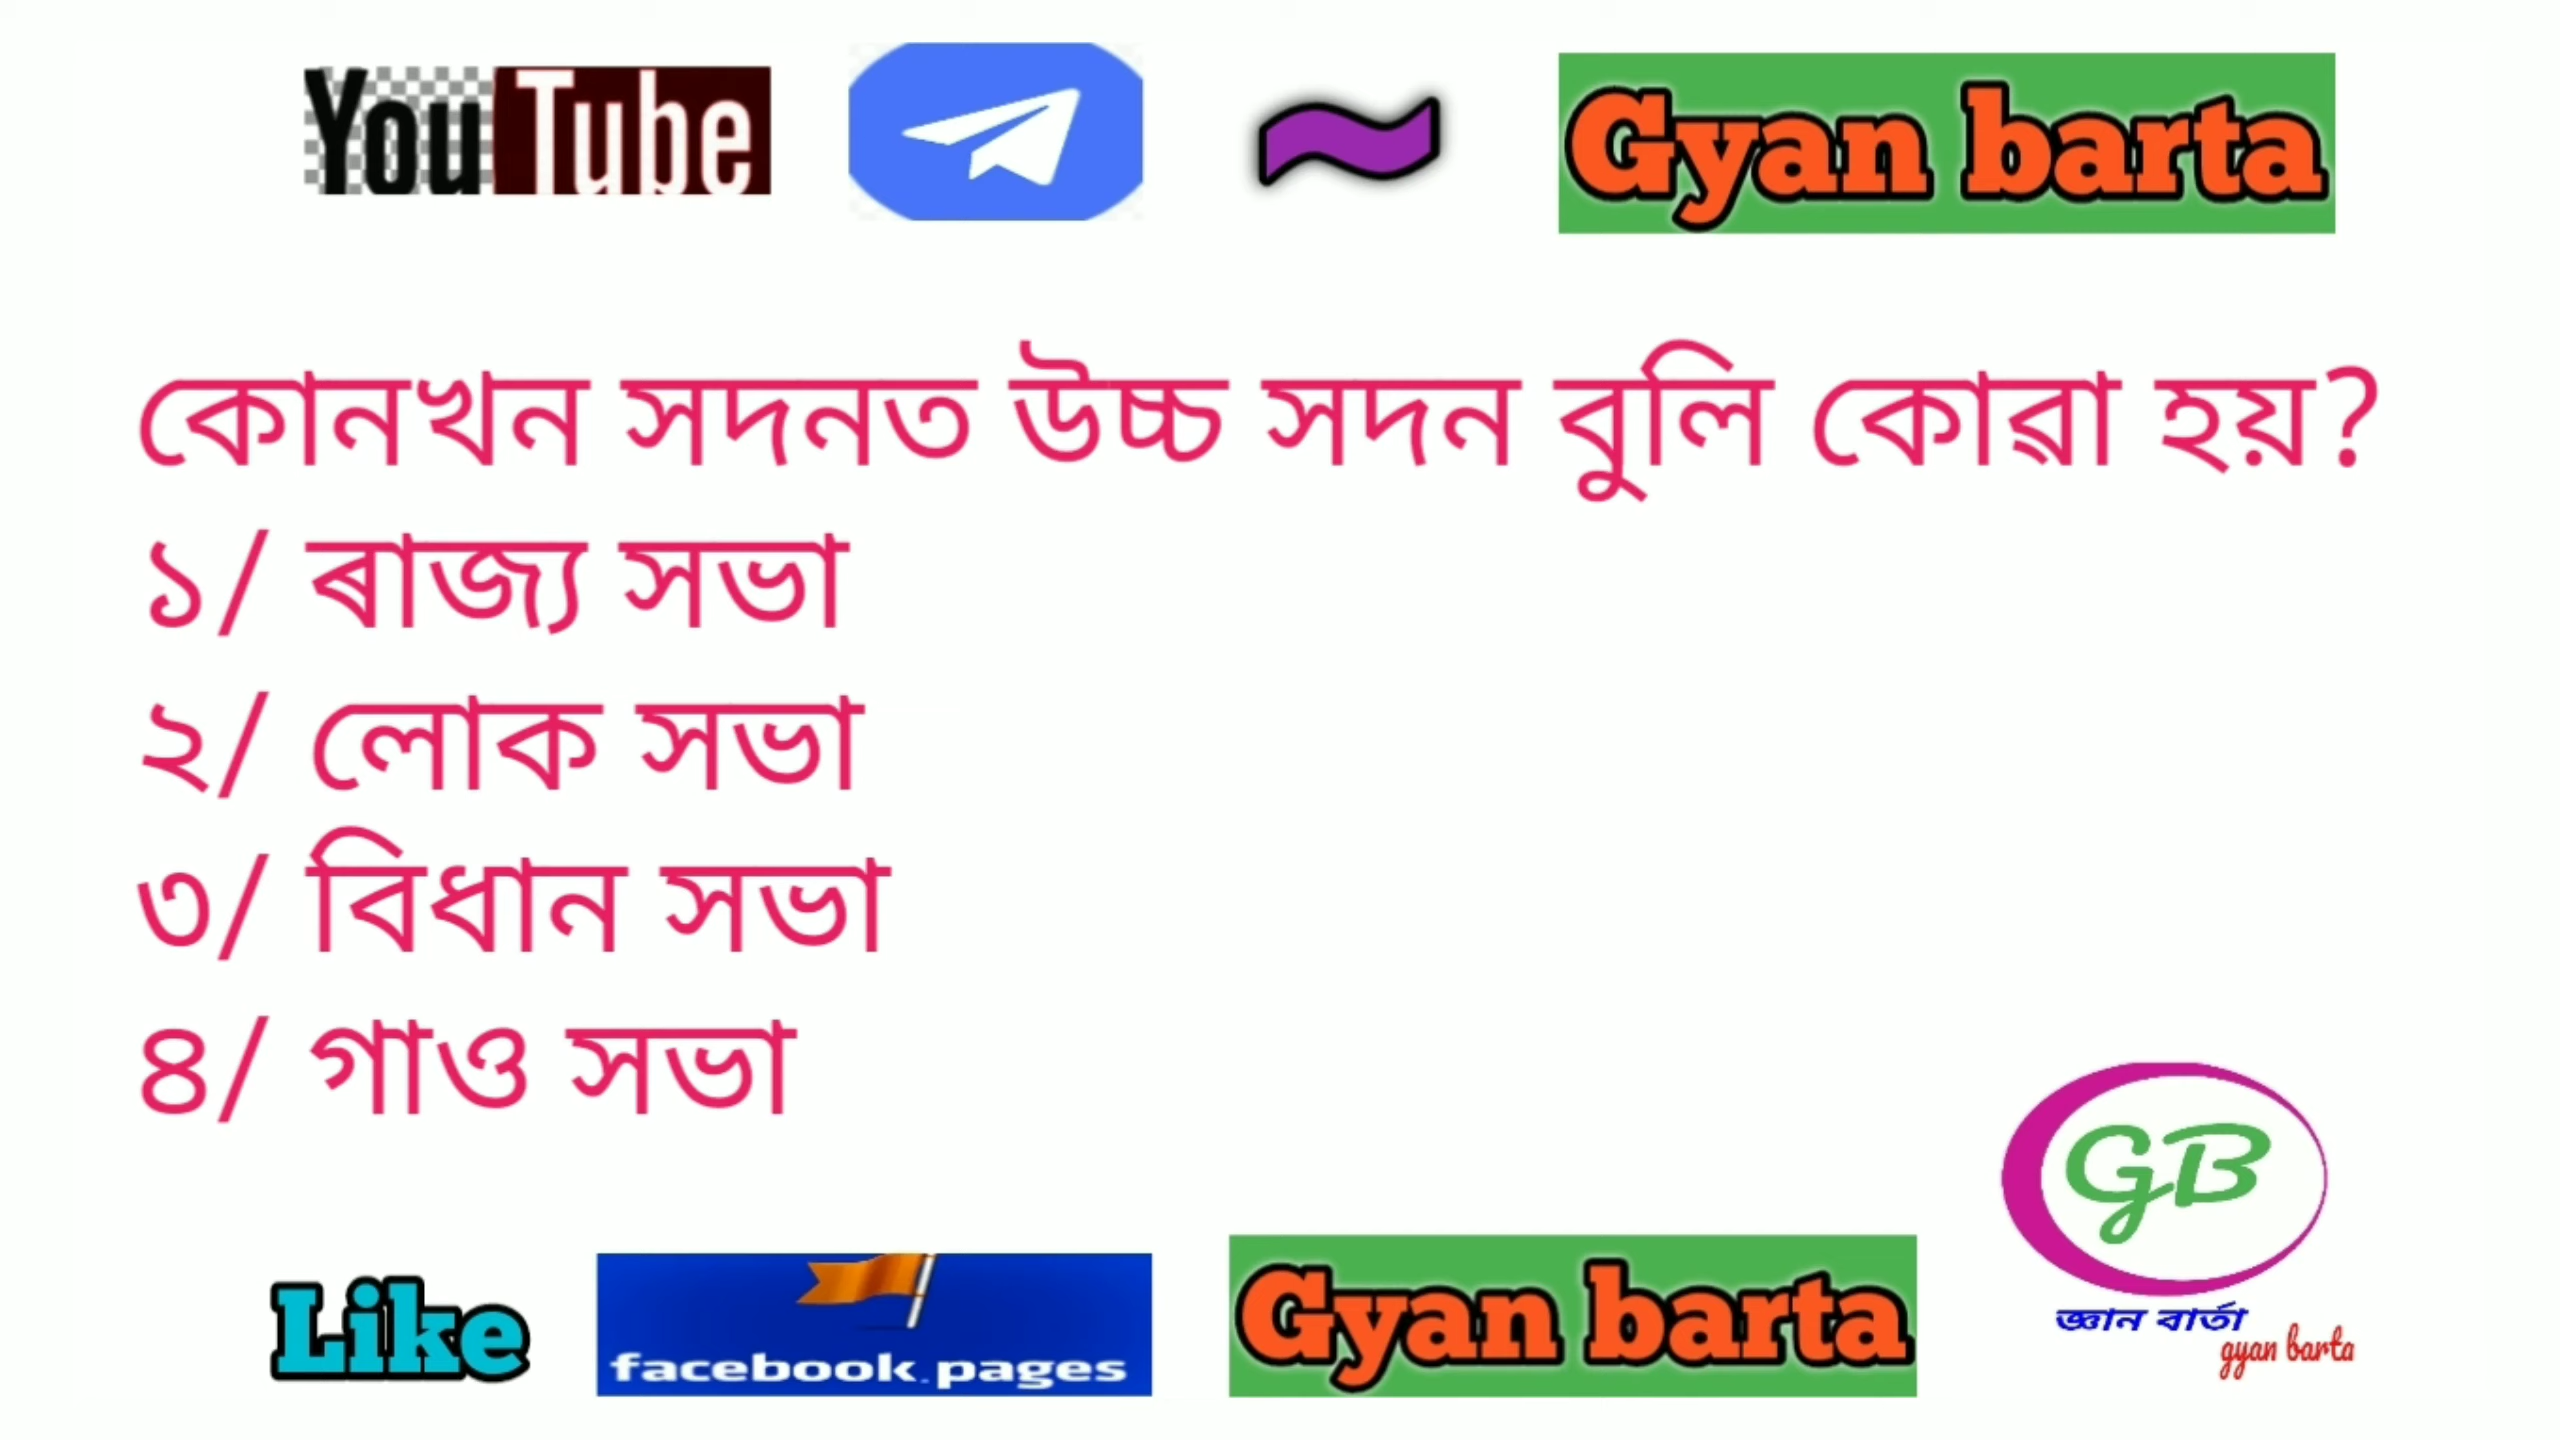 YouTube ~ Gyan barta
কোনখন সদনত উচ্চ সদন বুলি কোৱা হয়?
১/ ৰাজ্য সভা
২/ লোক সভা
৩/ বিধান সভা
৪/ গাও সভা
GB
জ্ঞান বাৰ্তা
gyan barta
Like facebook pages Gyan barta